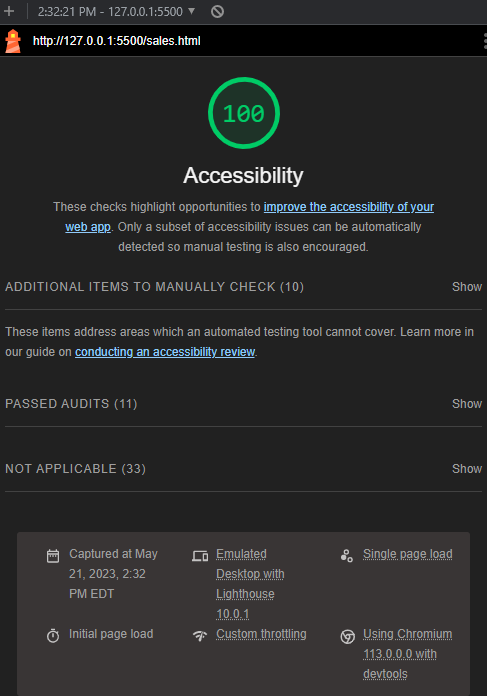 2:32:21 PM - 127.0.0.1:5500
http://127.0.0.1:5500/sales.html
100
Accessibility
These checks highlight opportunities to improve the accessibility of your
web app. Only a subset of accessibility issues can be automatically
detected so manual testing is also encouraged.
ADDITIONAL ITEMS TO MANUALLY CHECK (10) Show
These items address areas which an automated testing tool cannot cover. Learn more in
our guide on conducting an accessibility review.
PASSED AUDITS (11) Show
NOT APPLICABLE (33) Show
Captured at May
21, 2023, 2:32
PM EDT
Emulated
Desktop with
Lighthouse
10.0.1
Single page load
Initial page load
Custom throttling
Using Chromium
113.0.0.0 with
devtools